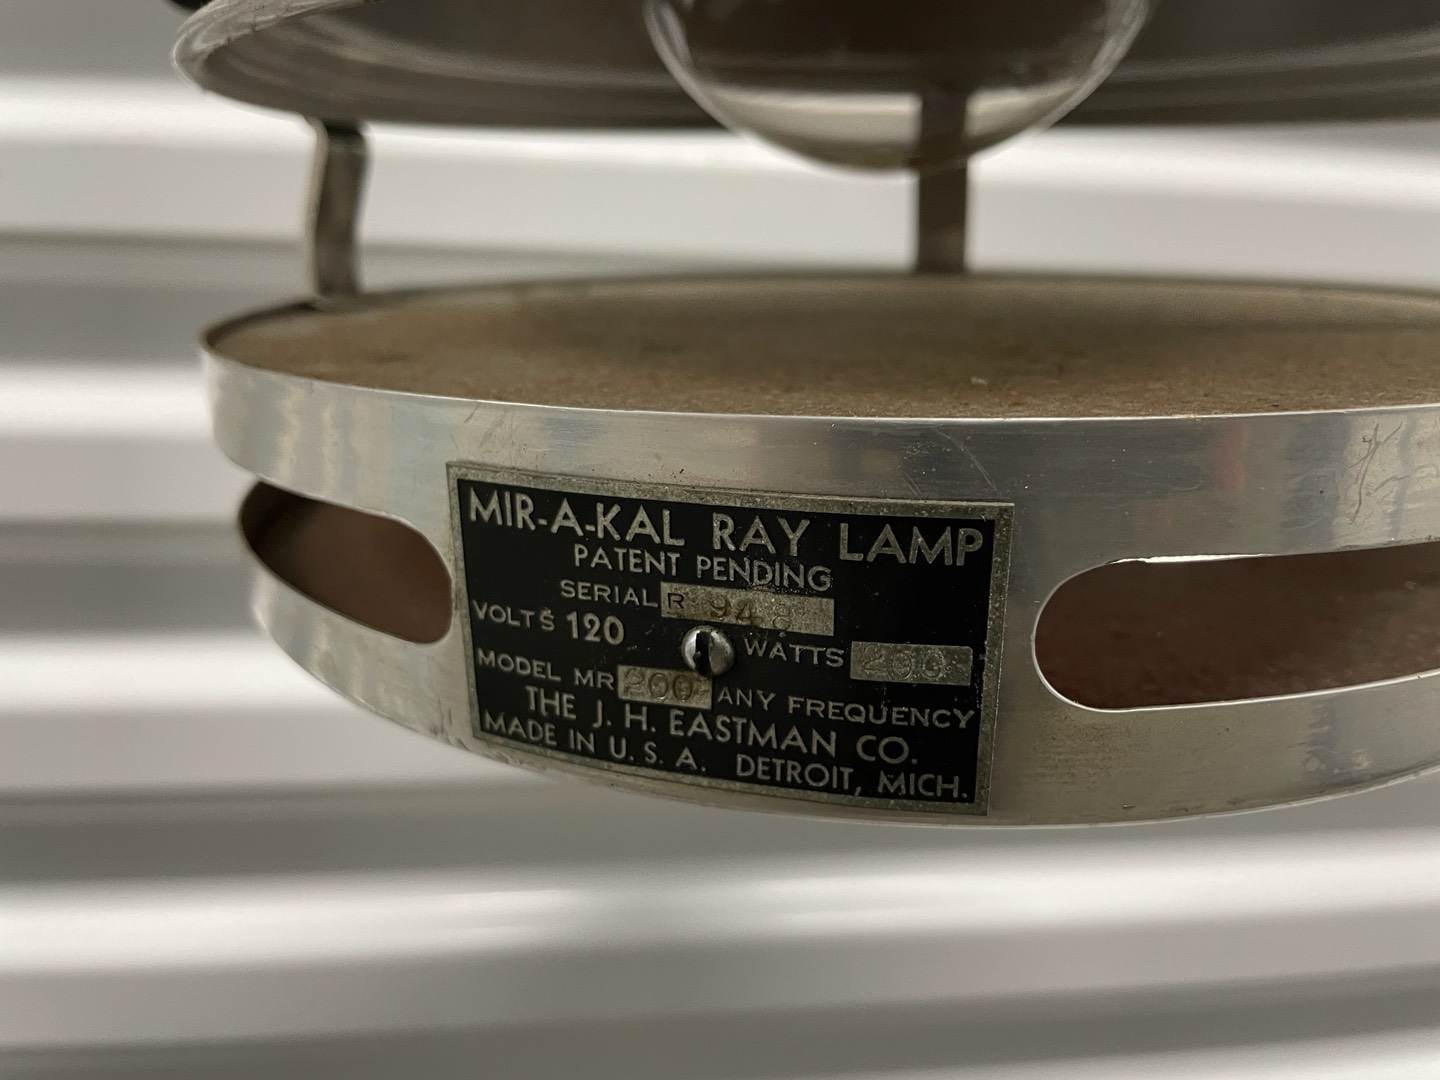 MIR-A-KAL RAY LAMP
PATENT PENDING
SERIAL R 948
VOLTS 120 WATTS 200
MODEL MR 200 ANY FREQUENCY
THE J. H. EASTMAN CO.
MADE IN U. S. A. DETROIT, MICH.